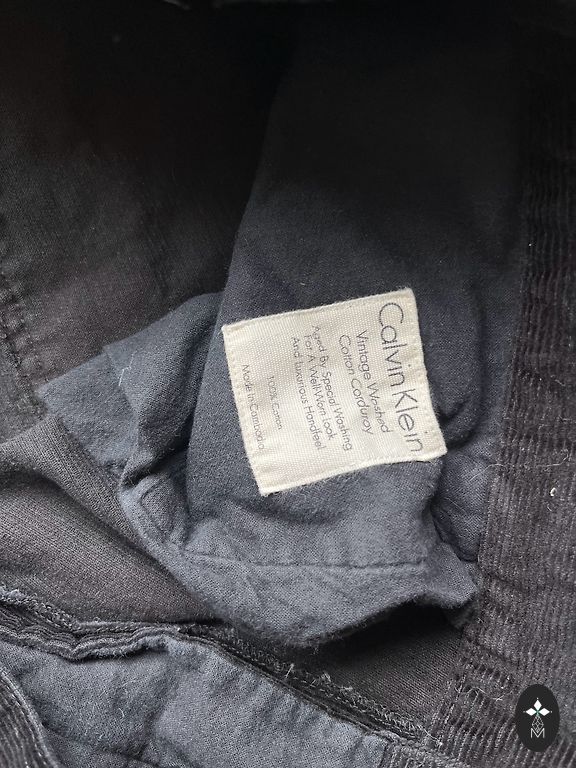 Calvin Klein
Vintage Washed
Cotton Corduroy
Aged By Special Washing
For A Well Worn Look
And Luxurious Handfeel
100% Cotton
Made In Cambodia
M